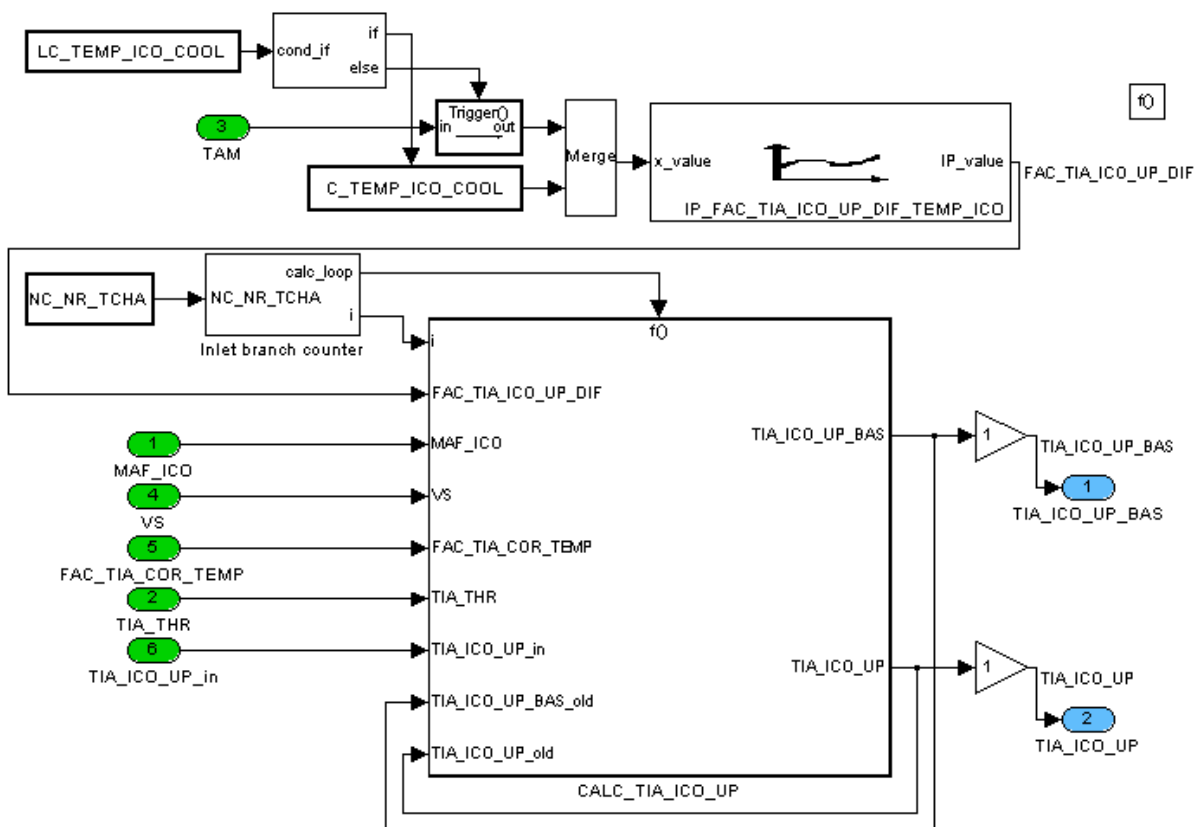 LC_TEMP_ICO_COOL
cond_if
if
else
f()
3
TAM
Trigger()
in
out
Merge
C_TEMP_ICO_COOL
x_value
IP_value
IP_FAC_TIA_ICO_UP_DIF_TEMP_ICO
FAC_TIA_ICO_UP_DIF
NC_NR_TCHA
calc_loop
NC_NR_TCHA
i
Inlet branch counter
f()
i
FAC_TIA_ICO_UP_DIF
1
MAF_ICO
MAF_ICO
4
VS
VS
5
FAC_TIA_COR_TEMP
FAC_TIA_COR_TEMP
2
TIA_THR
TIA_THR
6
TIA_ICO_UP_in
TIA_ICO_UP_in
TIA_ICO_UP_BAS_old
TIA_ICO_UP_old
TIA_ICO_UP_BAS
1
TIA_ICO_UP_BAS
1
TIA_ICO_UP_BAS
TIA_ICO_UP
1
TIA_ICO_UP
2
TIA_ICO_UP
CALC_TIA_ICO_UP